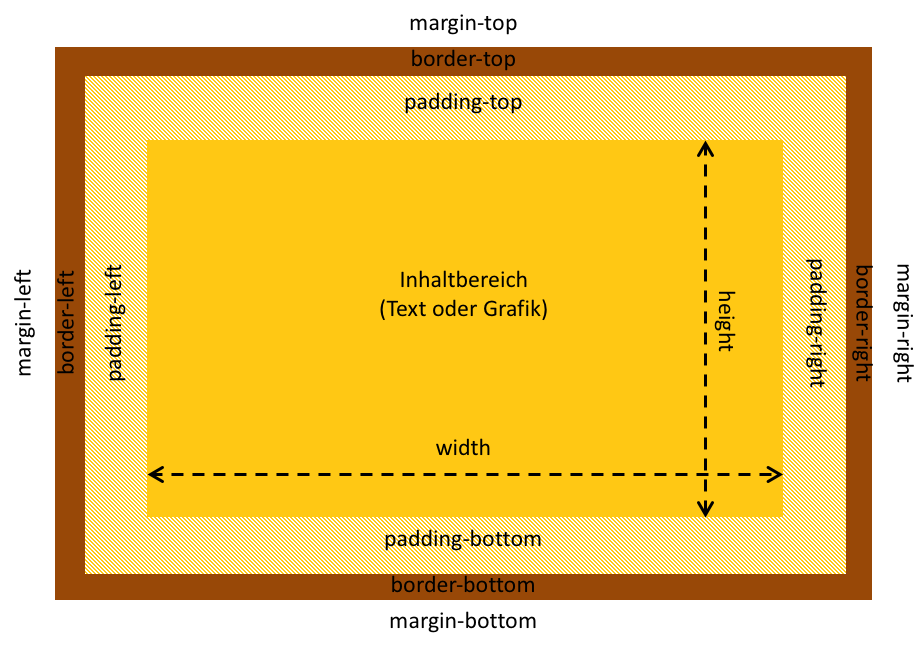 margin-top
border-top
padding-top
margin-left
border-left
padding-left
Inhaltbereich
(Text oder Grafik)
height
padding-right
border-right
margin-right
width
padding-bottom
border-bottom
margin-bottom